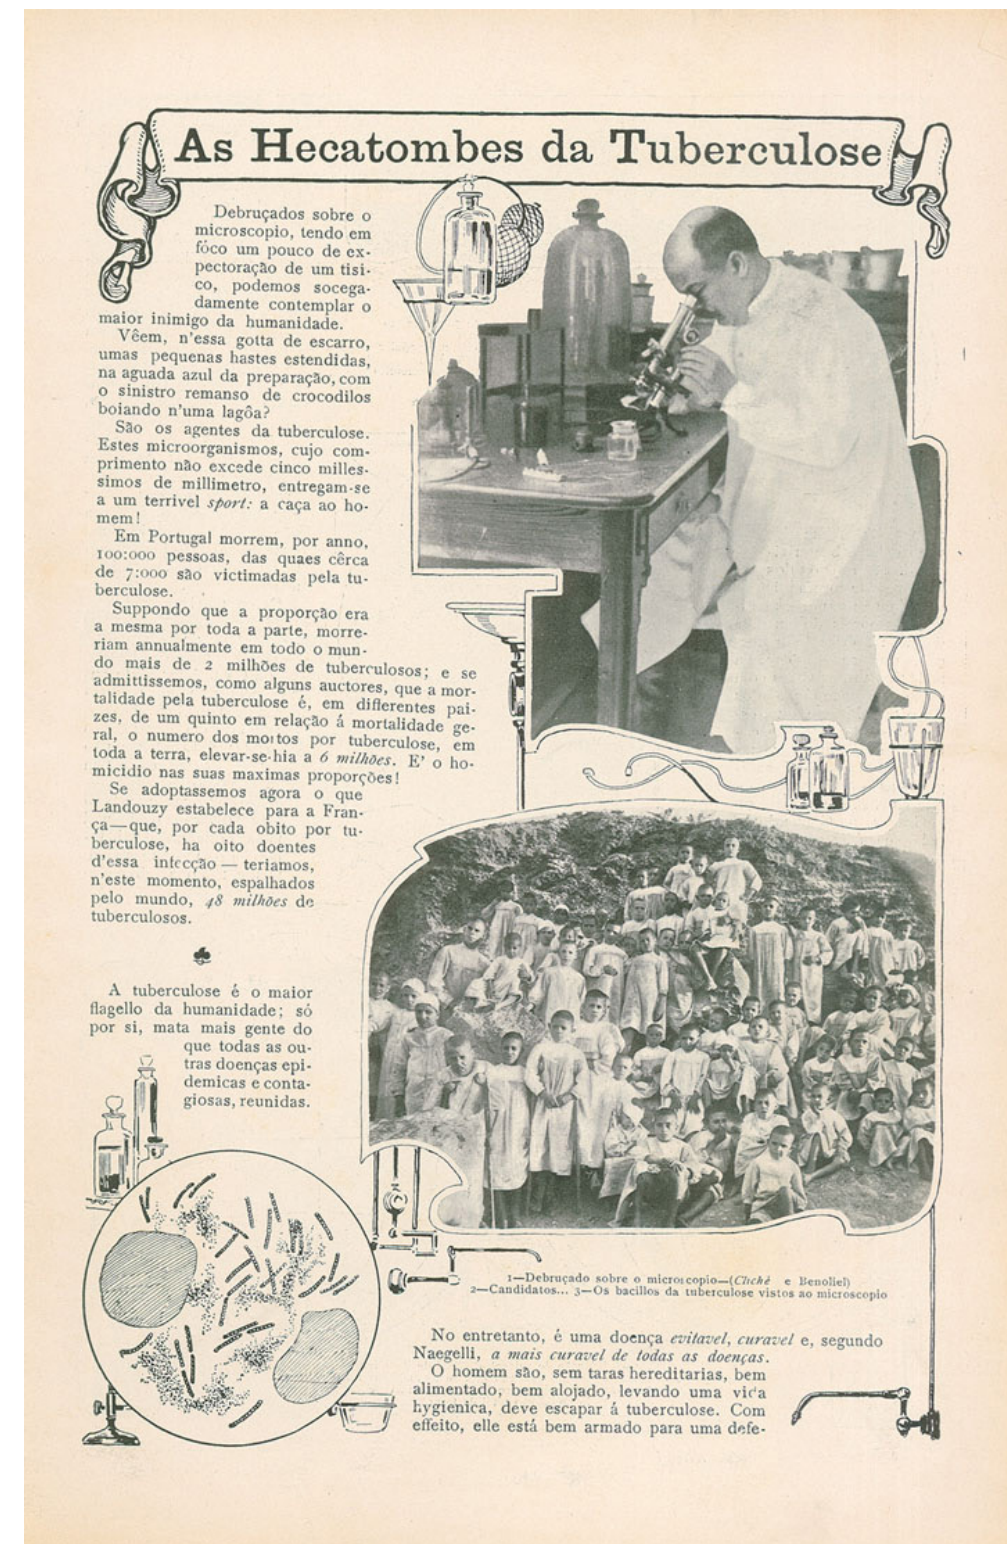 As Hecatombes da Tuberculose
Debruçados sobre o
microscopio, tendo em
fóco um pouco de ex-
pectoração de um tisi-
co, podemos socega-
damente contemplar o
maior inimigo da humanidade.
Vêem, n'essa gotta de escarro,
umas pequenas hastes estendidas,
na aguada azul da preparação, com
o sinistro remanso de crocodilos
boiando n'uma lagôa?
São os agentes da tuberculose.
Estes microorganismos, cujo com-
primento não excede cinco milles-
simos de millimetro, entregam-se
a um terrivel sport: a caça ao ho-
mem!
Em Portugal morrem, por anno,
100:000 pessoas, das quaes cêrca
de 7:000 são victimadas pela tu-
berculose.
Suppondo que a proporção era
a mesma por toda a parte, morre-
riam annualmente em todo o mun-
do mais de 2 milhões de tuberculosos; e se
admittissemos, como alguns auctores, que a mor-
talidade pela tuberculose é, em differentes pai-
zes, de um quinto em relação á mortalidade ge-
ral, o numero dos mortos por tuberculose, em
toda a terra, elevar-se-hia a 6 milhões. E' o ho-
micidio nas suas maximas proporções!
Se adoptassemos agora o que
Landouzy estabelece para a Fran-
ça—que, por cada obito por tu-
berculose, ha oito doentes
d'essa infecção — teriamos,
n'este momento, espalhados
pelo mundo, 48 milhões de
tuberculosos.
A tuberculose é o maior
flagello da humanidade; só
por si, mata mais gente do
que todas as ou-
tras doenças epi-
demicas e conta-
giosas, reunidas.
1—Debruçado sobre o microscopio—(Cliché e Benoliel)
2—Candidatos... 3—Os bacillos da tuberculose vistos ao microscopio
No entretanto, é uma doença evitavel, curavel e, segundo
Naegelli, a mais curavel de todas as doenças.
O homem são, sem taras hereditarias, bem
alimentado, bem alojado, levando uma vida
hygienica, deve escapar á tuberculose. Com
effeito, elle está bem armado para uma defe-